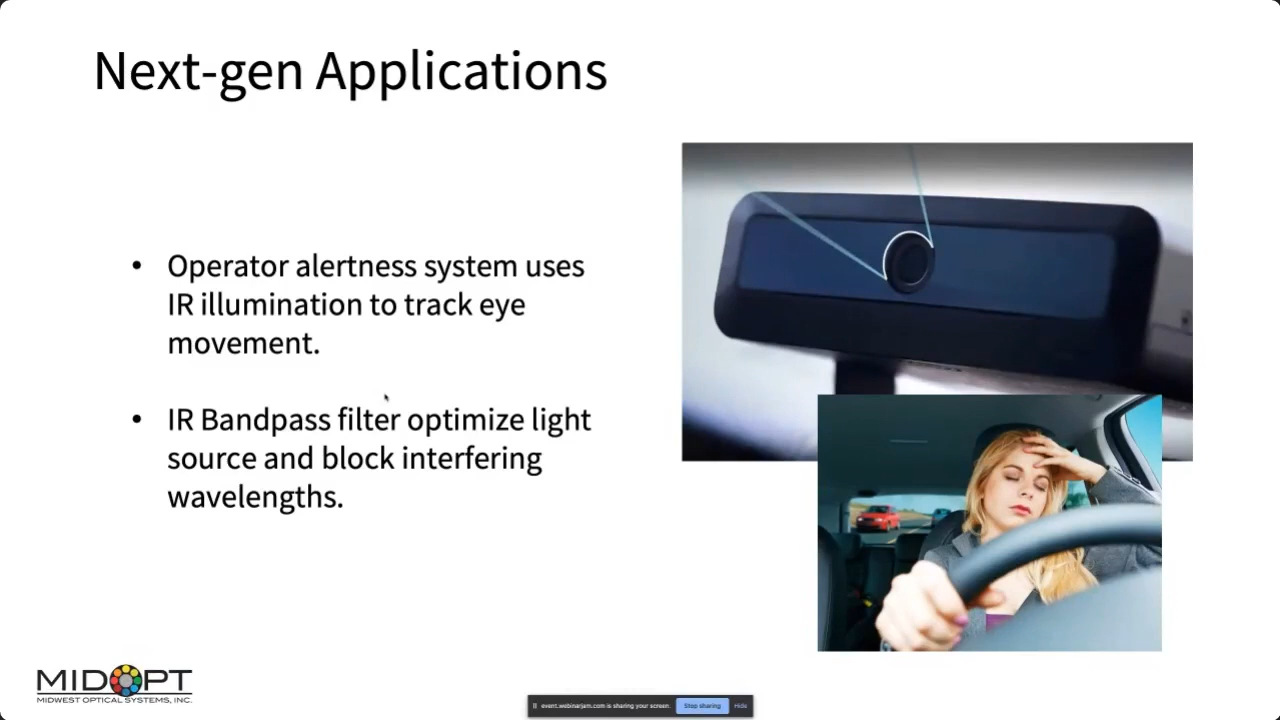 Next-gen Applications
• Operator alertness system uses
IR illumination to track eye
movement.
• IR Bandpass filter optimize light
source and block interfering
wavelengths.
MIDOPT
MIDWEST OPTICAL SYSTEMS, INC.
event.webinarjam.com is sharing your screen. Stop sharing Hide